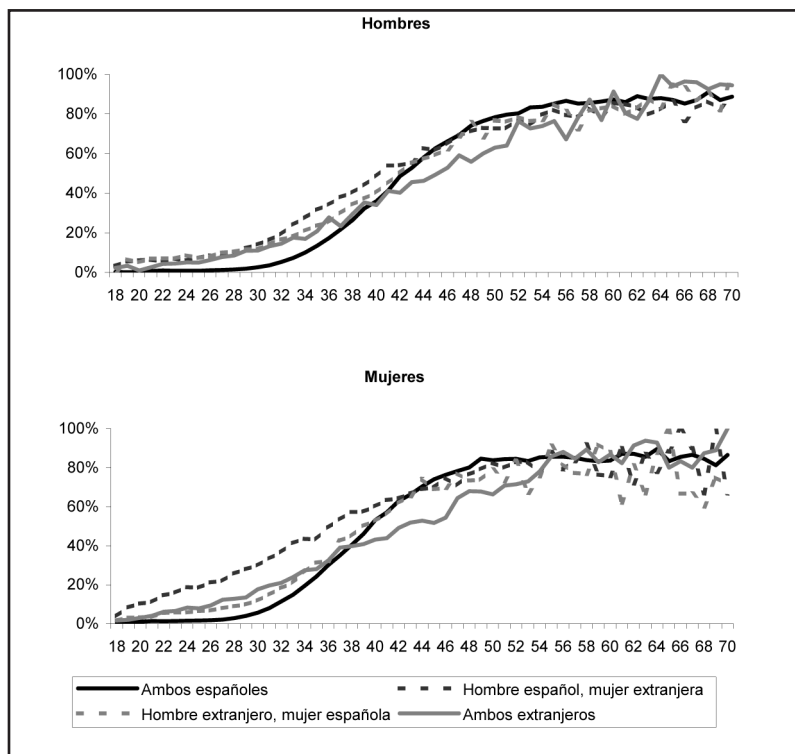 Hombres
100%
80%
60%
40%
20%
0%
18 20 22 24 26 28 30 32 34 36 38 40 42 44 46 48 50 52 54 56 58 60 62 64 66 68 70
Mujeres
100%
80%
60%
40%
20%
0%
18 20 22 24 26 28 30 32 34 36 38 40 42 44 46 48 50 52 54 56 58 60 62 64 66 68 70
Ambos españoles Hombre español, mujer extranjera
Hombre extranjero, mujer española Ambos extranjeros